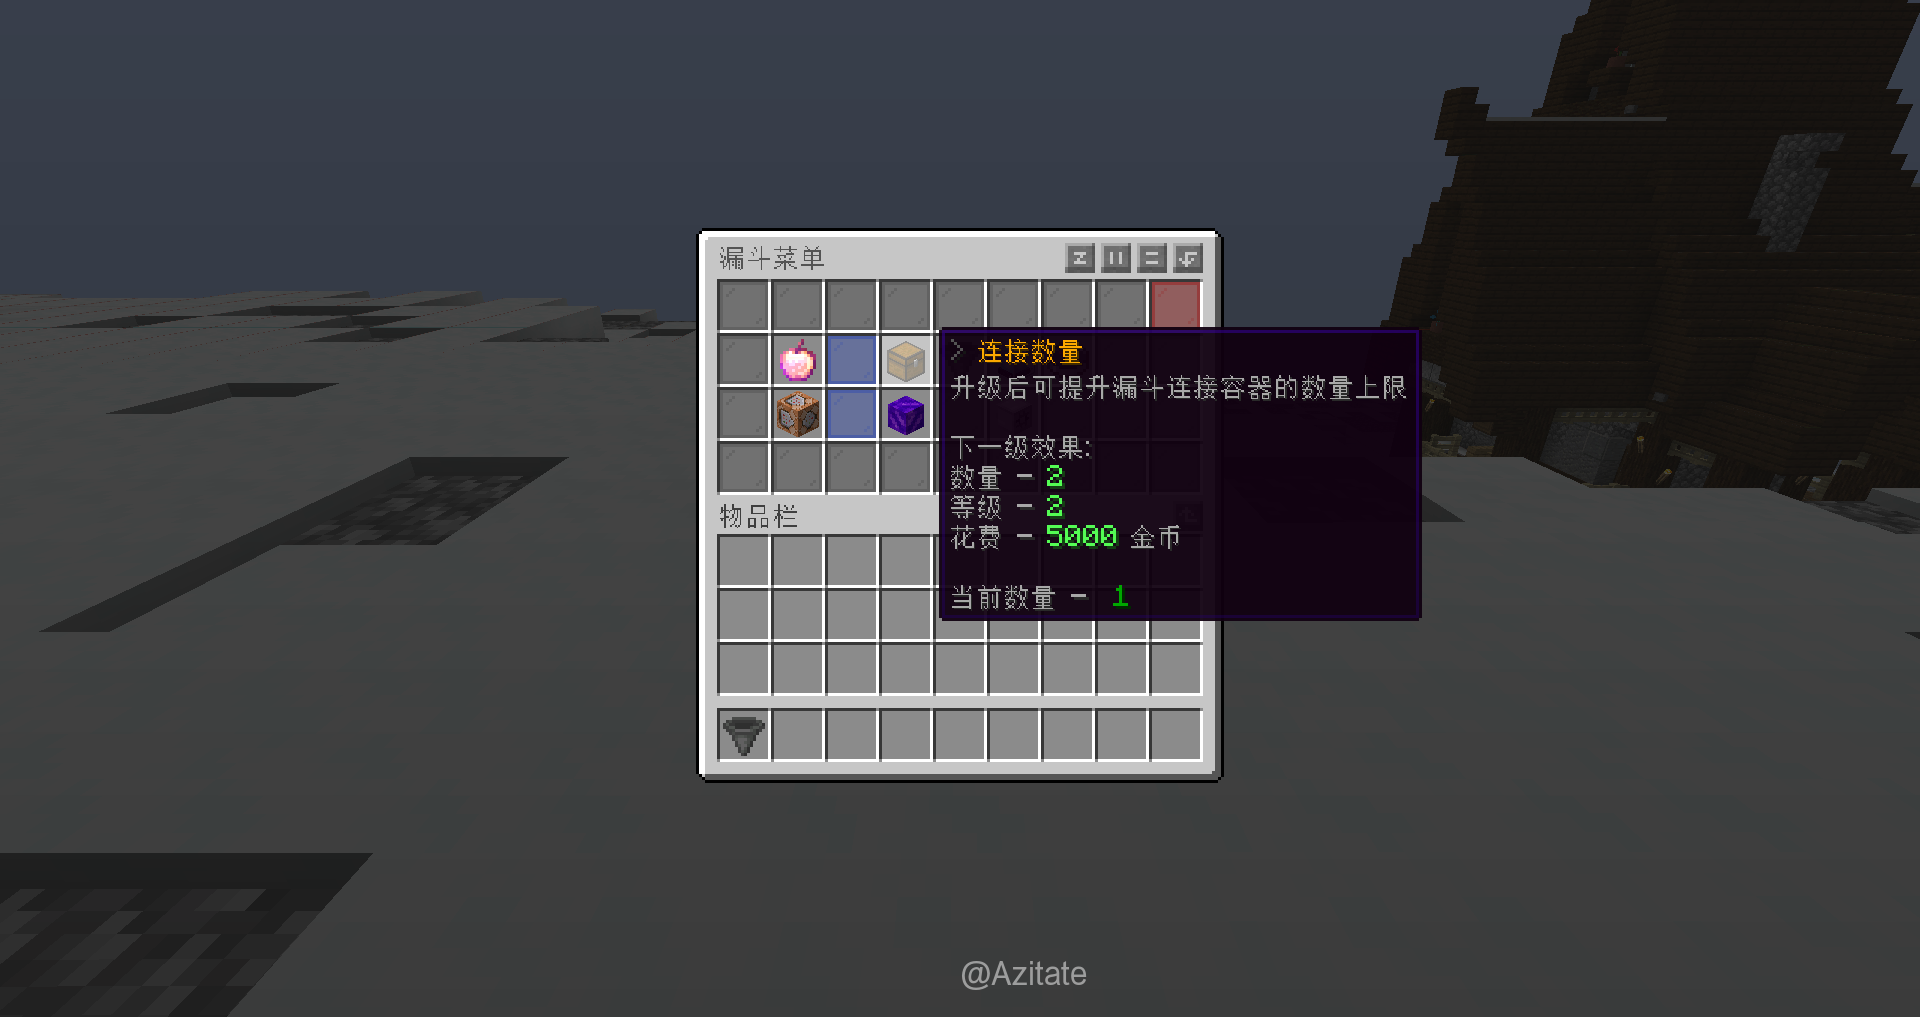 漏斗菜单
> 连接数量
升级后可提升漏斗连接容器的数量上限
下一级效果:
数量 - 2
等级 - 2
花费 - 5000 金币
当前数量 - 1
物品栏
@Azitate